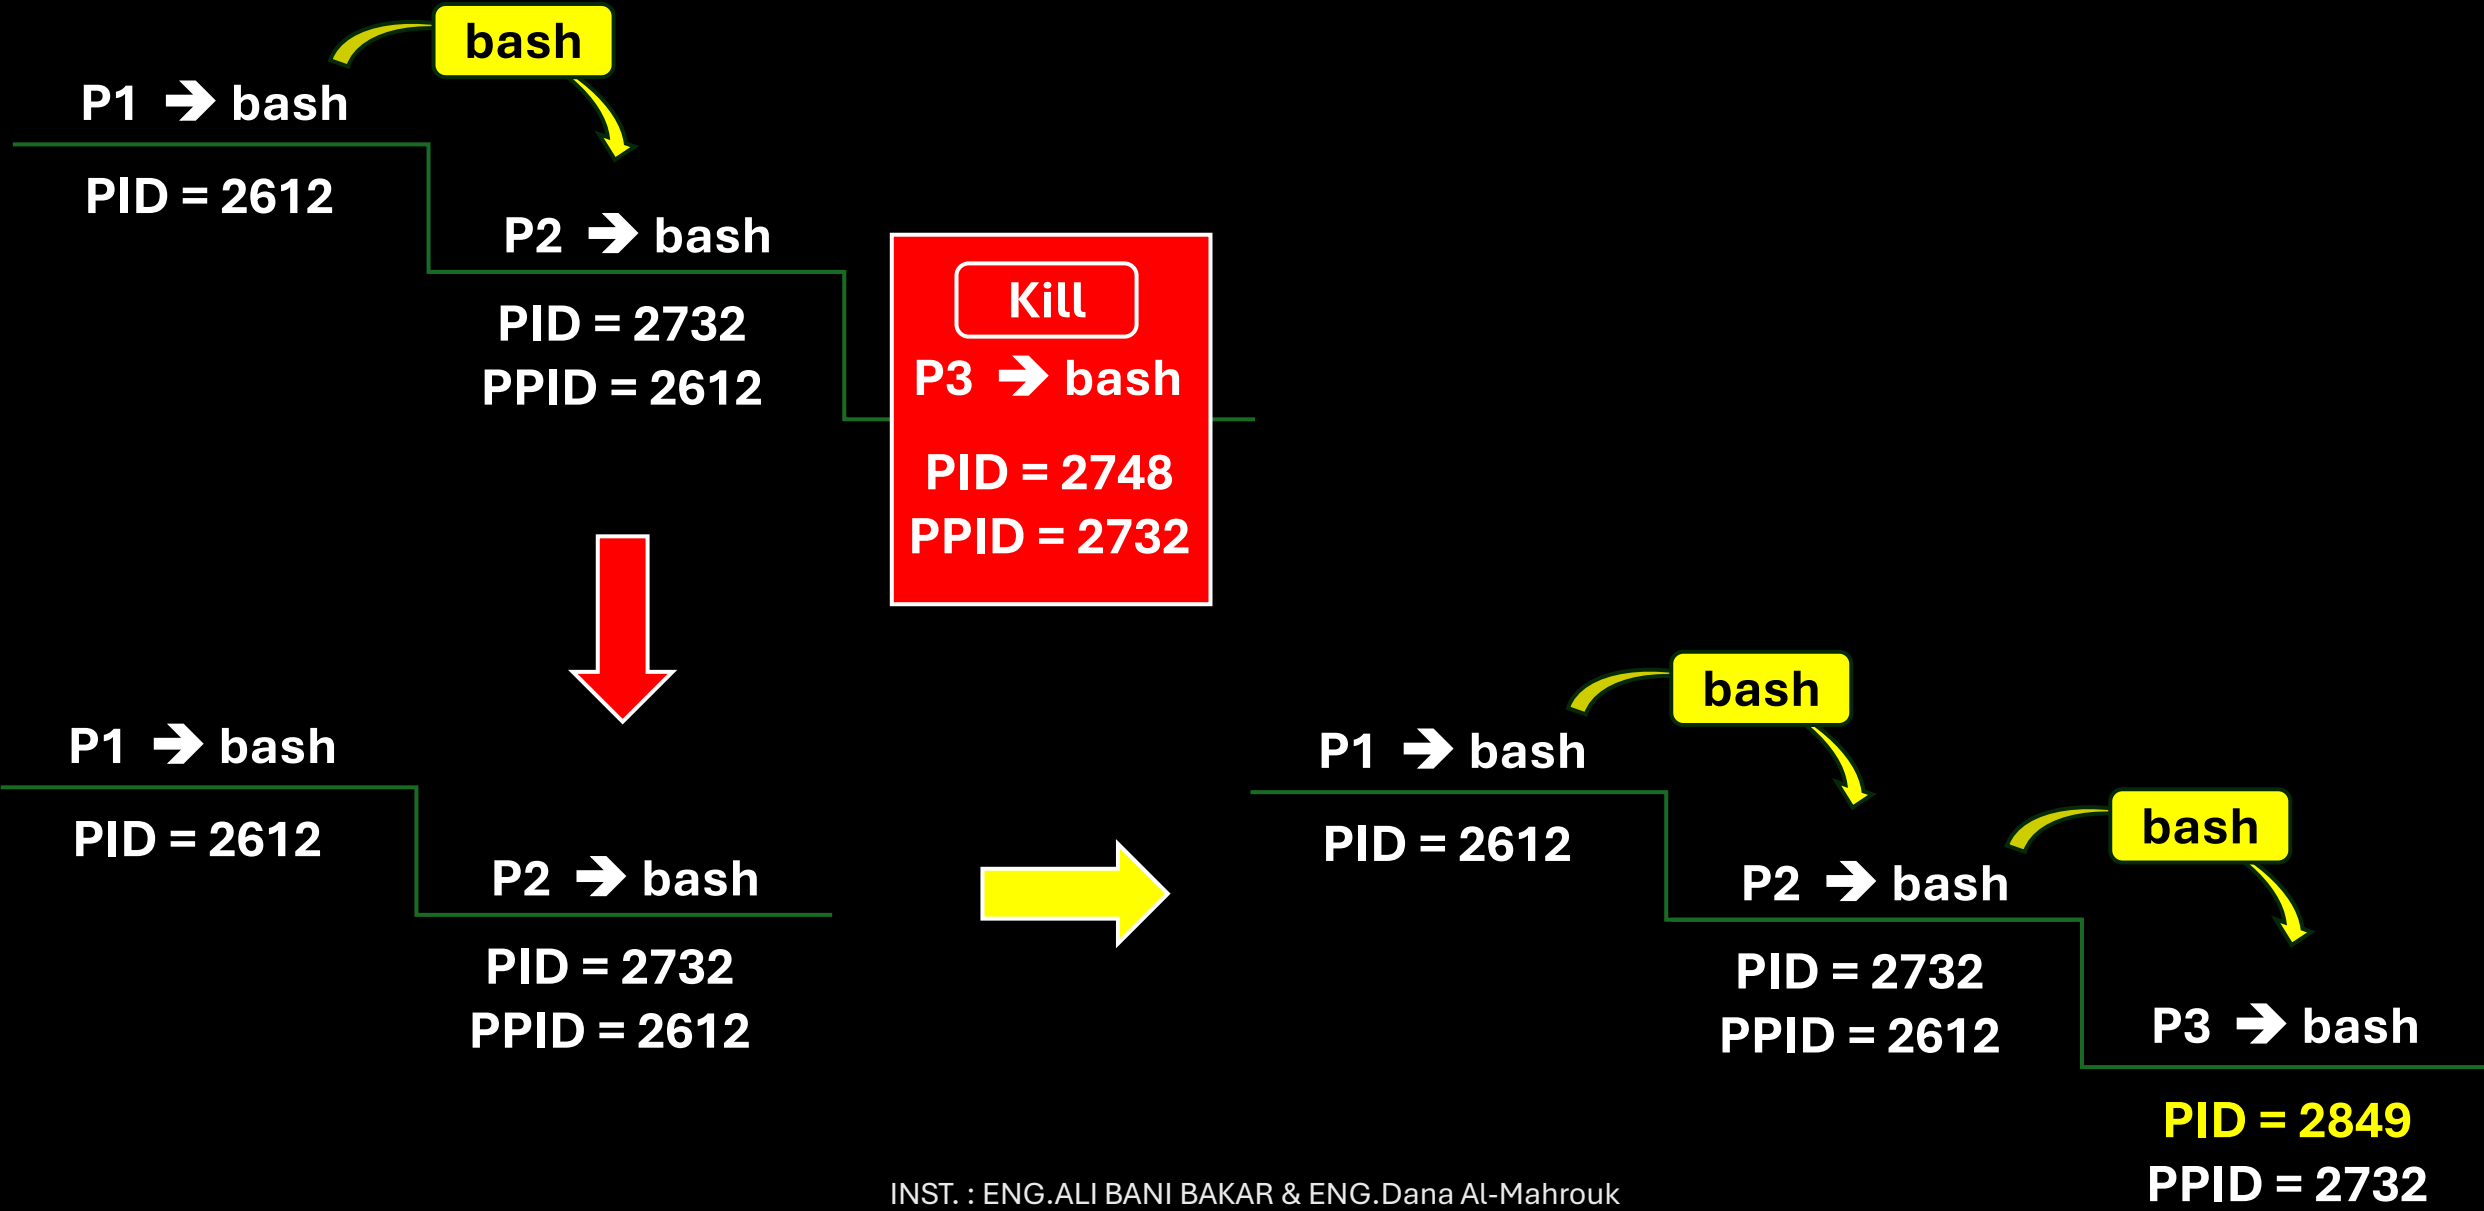 bash
P1 ➔ bash
PID = 2612
P2 ➔ bash
PID = 2732
PPID = 2612
Kill
P3 ➔ bash
PID = 2748
PPID = 2732
P1 ➔ bash
PID = 2612
P2 ➔ bash
PID = 2732
PPID = 2612
bash
P1 ➔ bash
PID = 2612
bash
P2 ➔ bash
PID = 2732
PPID = 2612
P3 ➔ bash
PID = 2849
PPID = 2732
INST. : ENG.ALI BANI BAKAR & ENG.Dana Al-Mahrouk